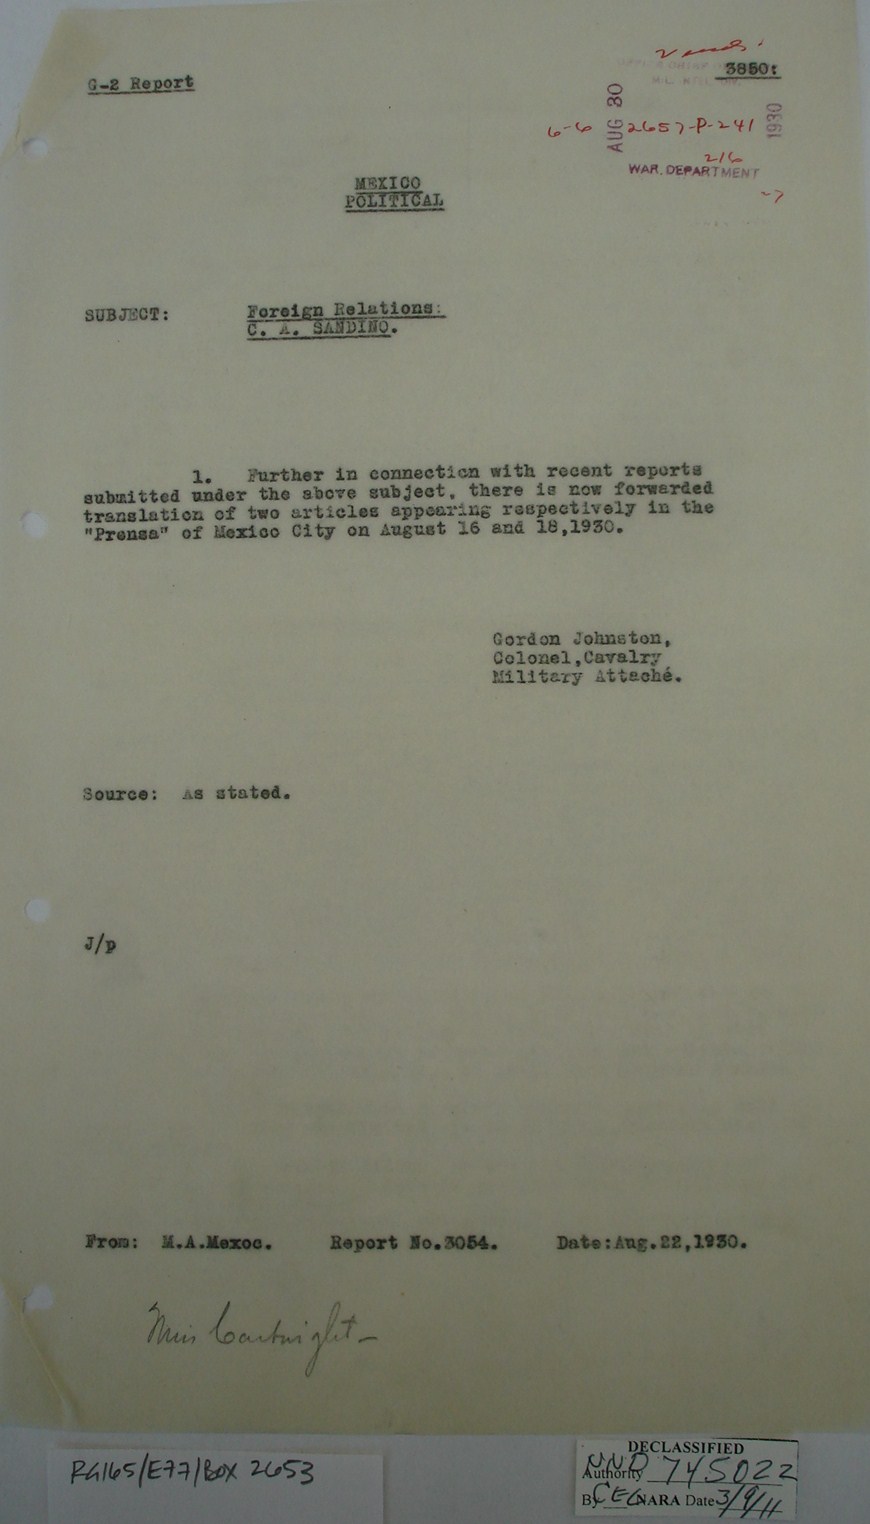 G-2 Report
3850:
AUG 30 1930
6-6 2657-P-241
216
WAR DEPARTMENT
-7
MEXICO
POLITICAL
SUBJECT: Foreign Relations:
C. A. SANDINO.
1. Further in connection with recent reports
submitted under the above subject, there is now forwarded
translation of two articles appearing respectively in the
"Prensa" of Mexico City on August 16 and 18,1930.
Gordon Johnston,
Colonel,Cavalry,
Military Attaché.
Source: As stated.
J/p
From: M.A.Mexoc. Report No.3054. Date:Aug.22,1930.
Miss Cartwright-
RG165/E77/Box 2653
DECLASSIFIED
Authority NND 745022
By CEG NARA Date 3/9/11